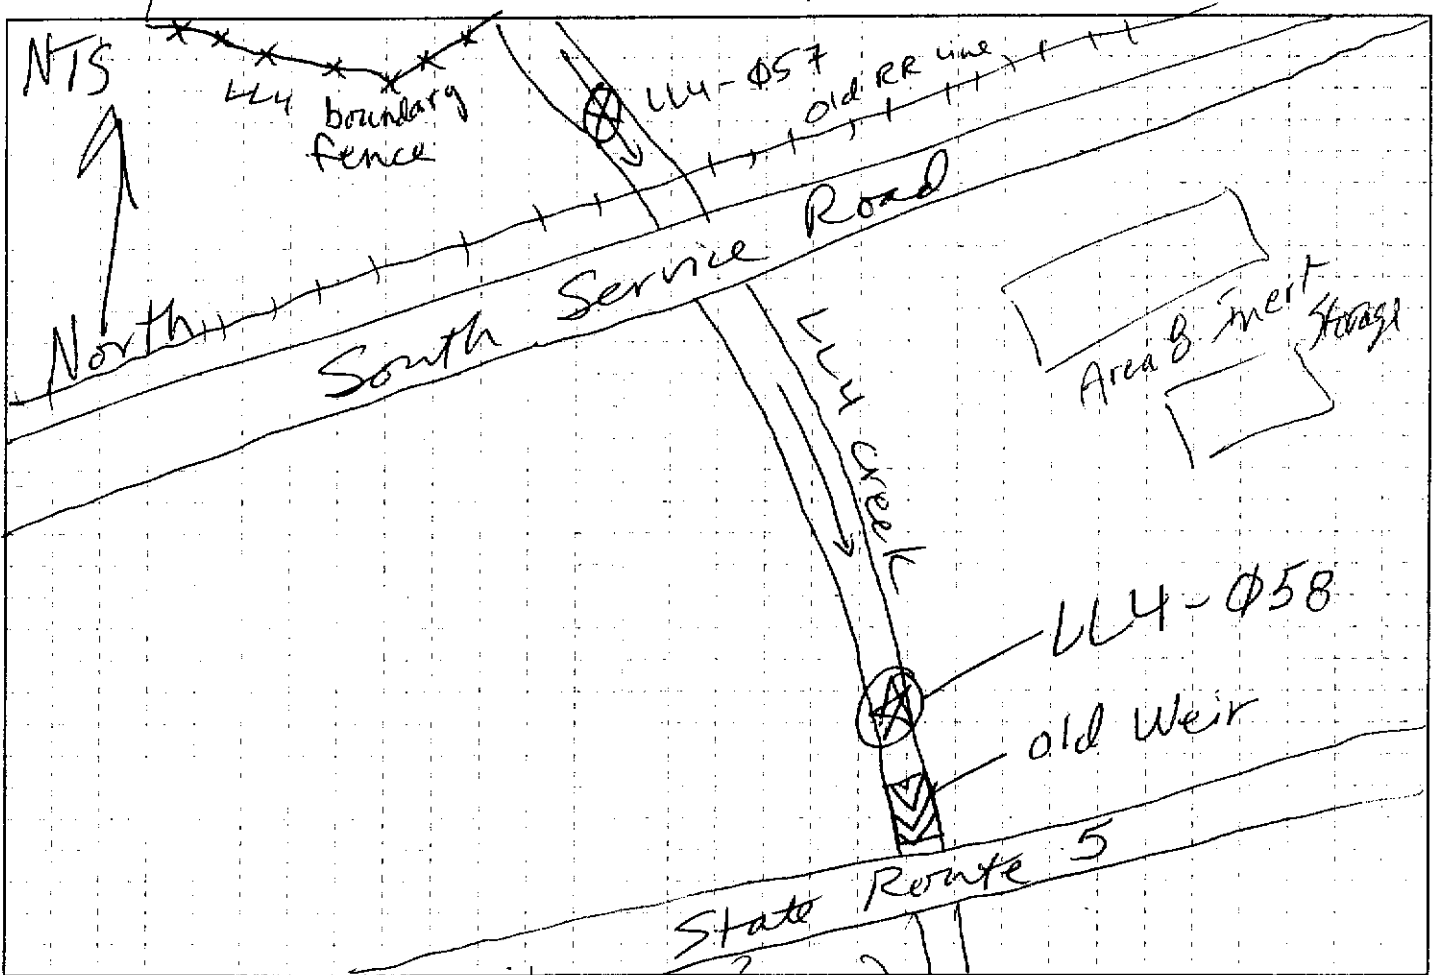 NTS
LL4
boundary
fence
LL4-Ø57
Old RR Line
North
South Service Road
LL4 Creek
Area of Inert
Storage
LL4-Ø58
old Weir
State Route 5